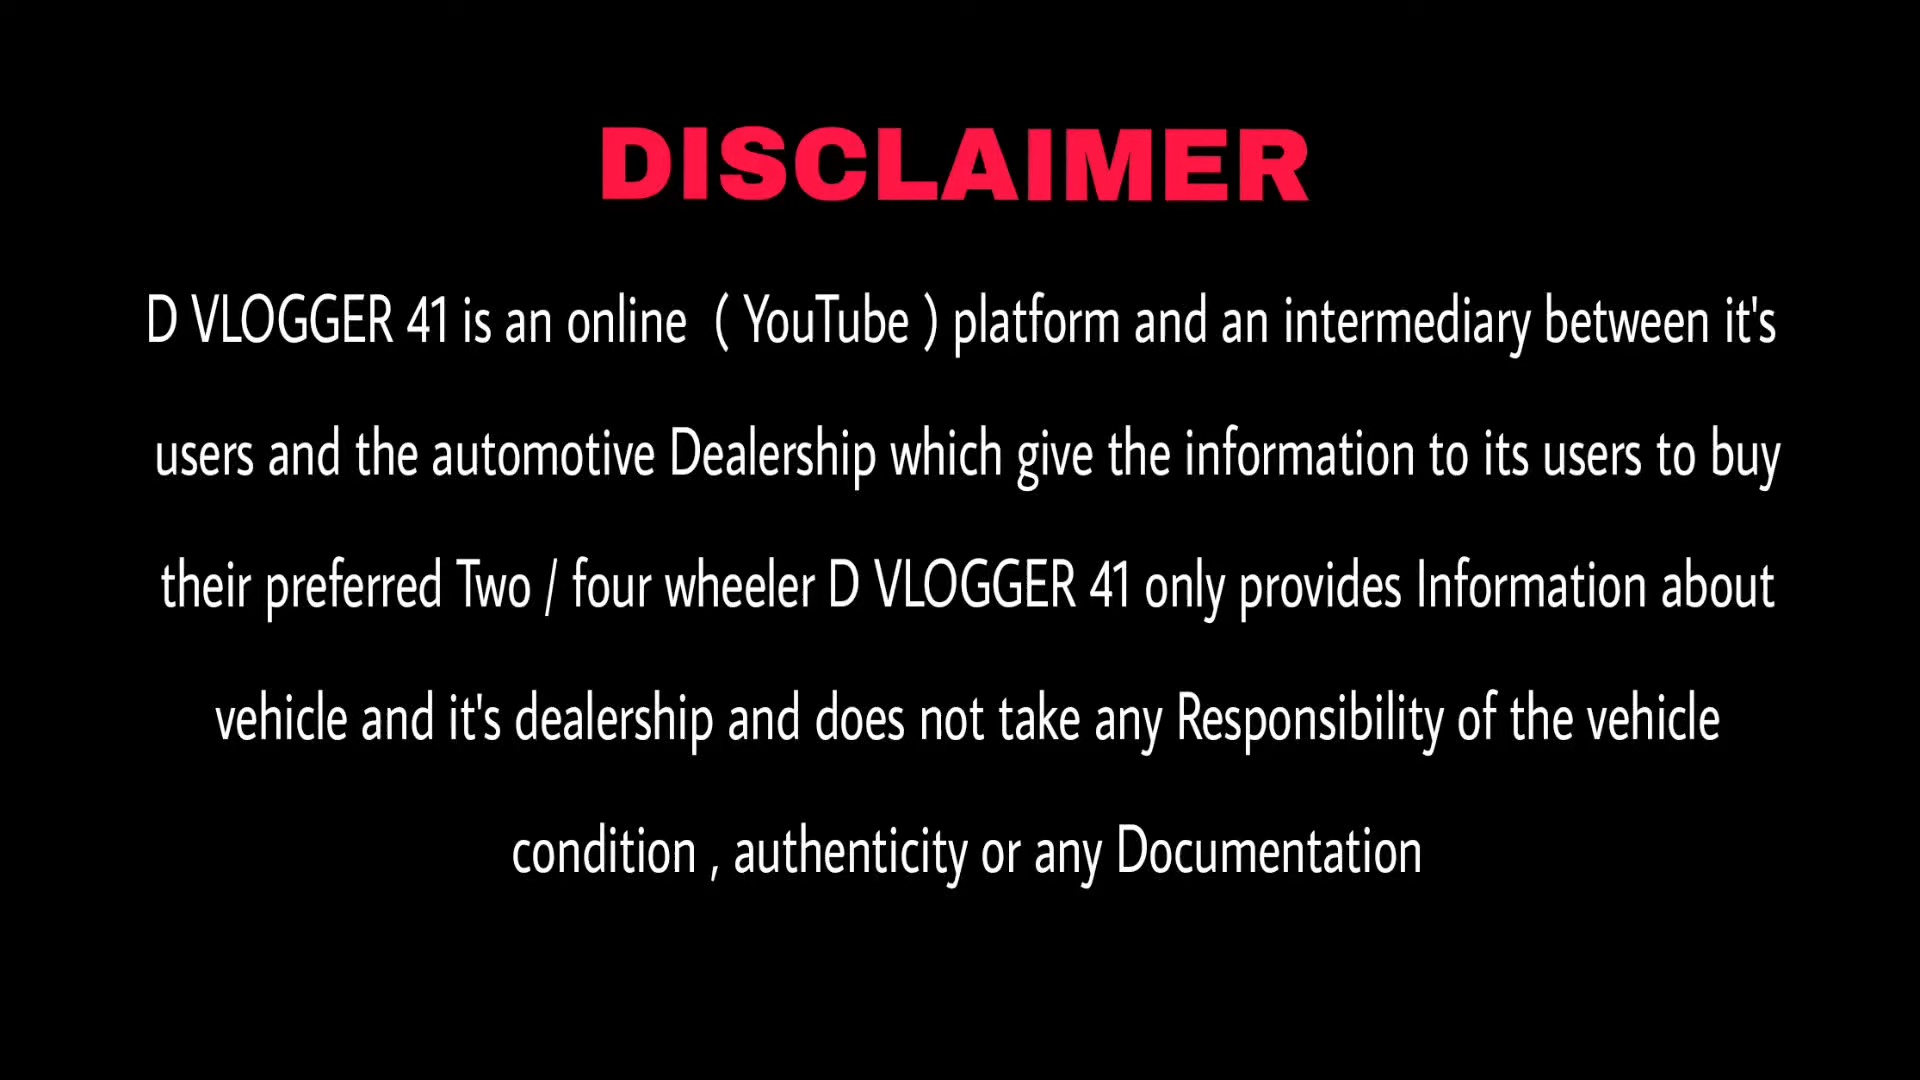 DISCLAIMER
D VLOGGER 41 is an online ( YouTube ) platform and an intermediary between it's
users and the automotive Dealership which give the information to its users to buy
their preferred Two / four wheeler D VLOGGER 41 only provides Information about
vehicle and it's dealership and does not take any Responsibility of the vehicle
condition , authenticity or any Documentation